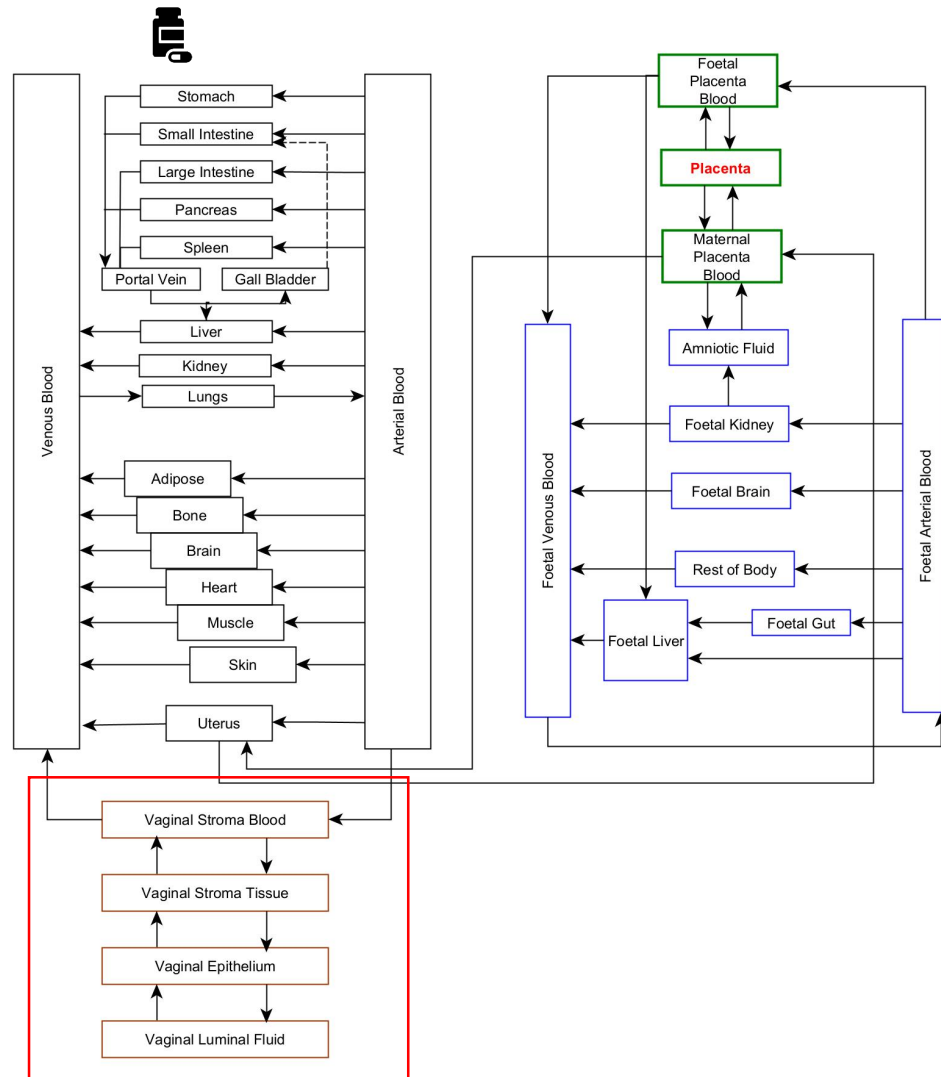 Stomach
Small Intestine
Large Intestine
Pancreas
Spleen
Portal Vein
Gall Bladder
Liver
Kidney
Lungs
Venous Blood
Arterial Blood
Adipose
Bone
Brain
Heart
Muscle
Skin
Uterus
Vaginal Stroma Blood
Vaginal Stroma Tissue
Vaginal Epithelium
Vaginal Luminal Fluid
Foetal
Placenta
Blood
Placenta
Maternal
Placenta
Blood
Amniotic Fluid
Foetal Kidney
Foetal Brain
Rest of Body
Foetal Gut
Foetal Liver
Foetal Venous Blood
Foetal Arterial Blood